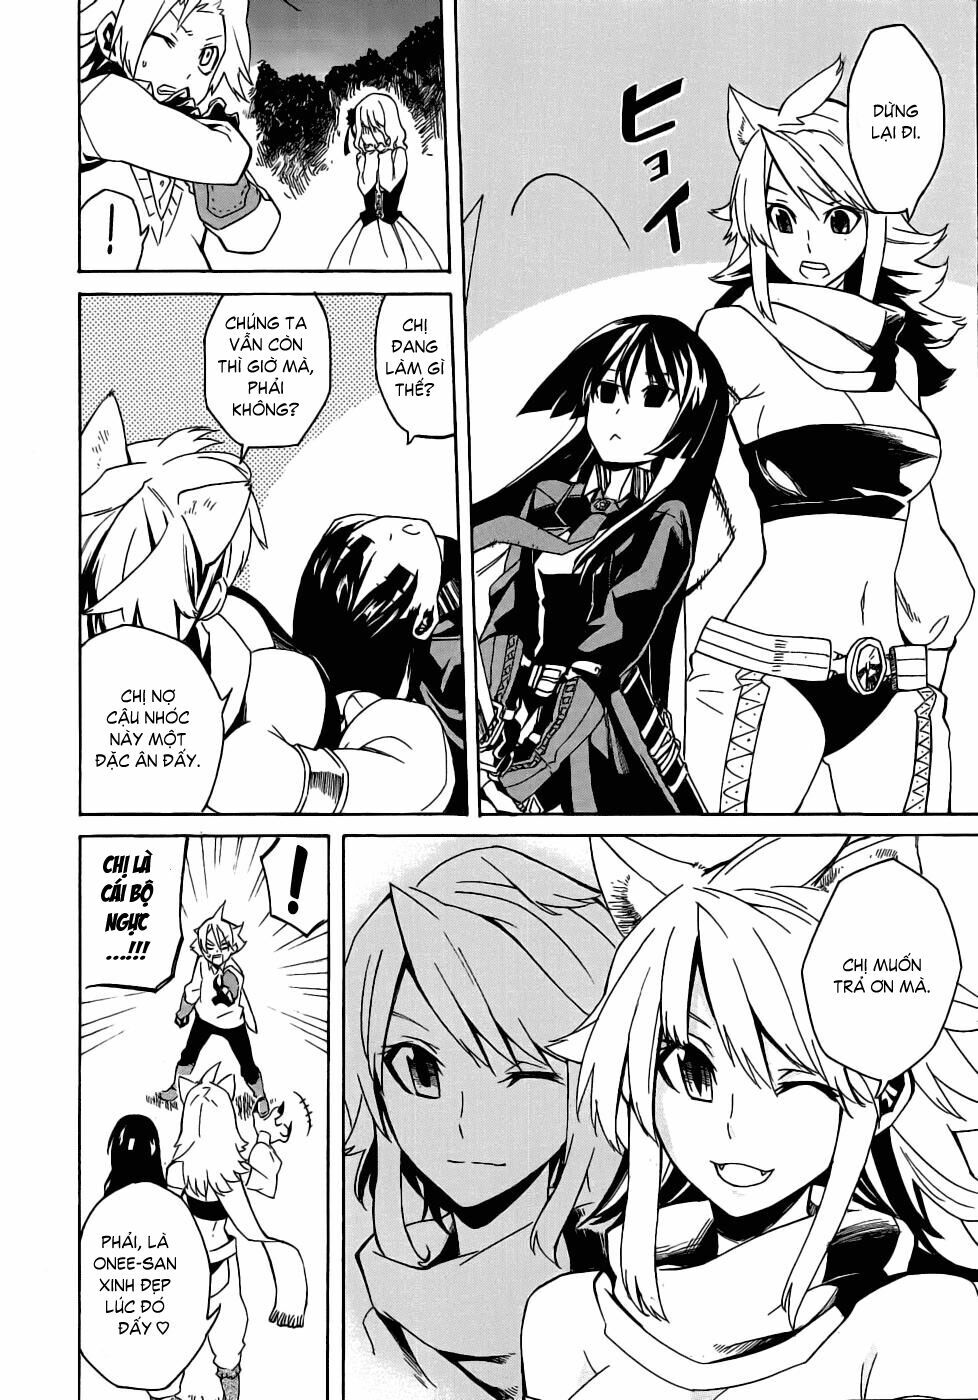 DỪNG
LẠI ĐI.
ヒョイ
!
CHỊ
ĐANG
LÀM GÌ
THẾ?
CHÚNG TA
VẪN CÒN
THÌ GIỜ MÀ,
PHẢI
KHÔNG?
CHỊ NỢ
CẬU NHÓC
NÀY MỘT
ĐẶC ÂN ĐẤY.
CHỊ MUỐN
TRẢ ƠN MÀ.
!
CHỊ LÀ
CÁI BỘ
NGỰC
...!!!
PHẢI, LÀ
ONEE-SAN
XINH ĐẸP
LÚC ĐÓ
ĐẤY♡